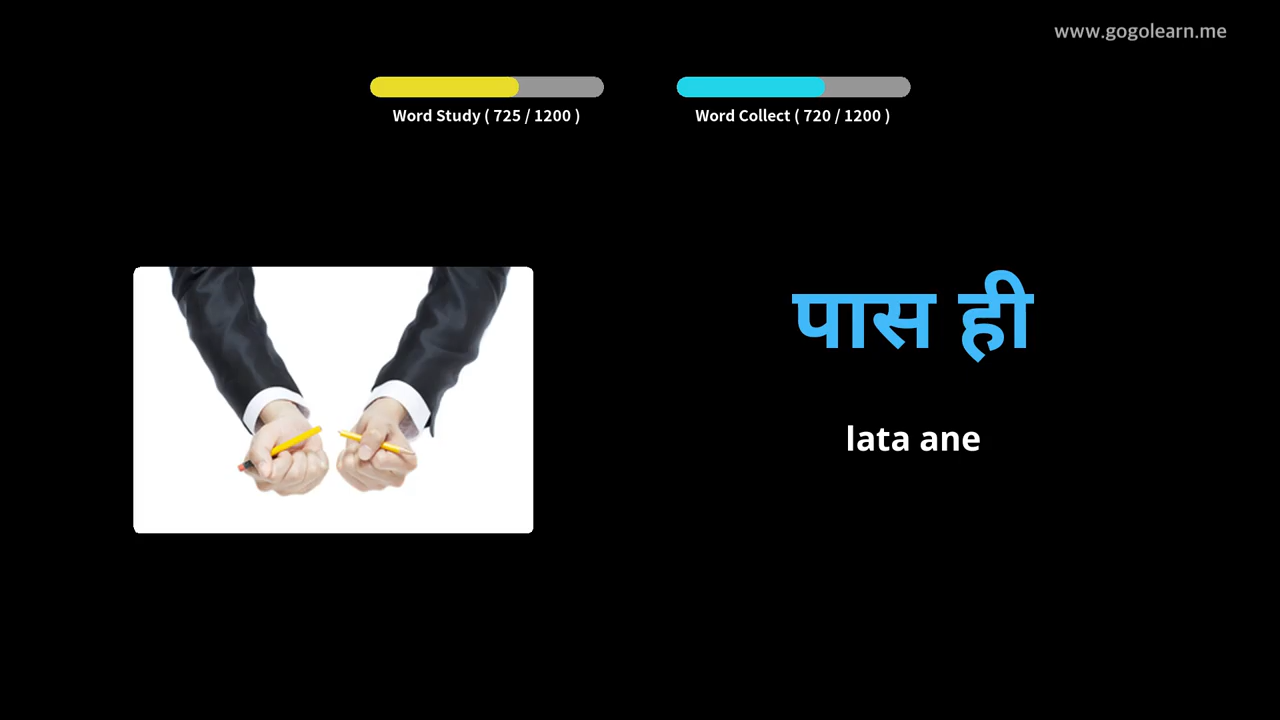 www.gogolearn.me
Word Study ( 725 / 1200 )
Word Collect ( 720 / 1200 )
पास ही
lata ane